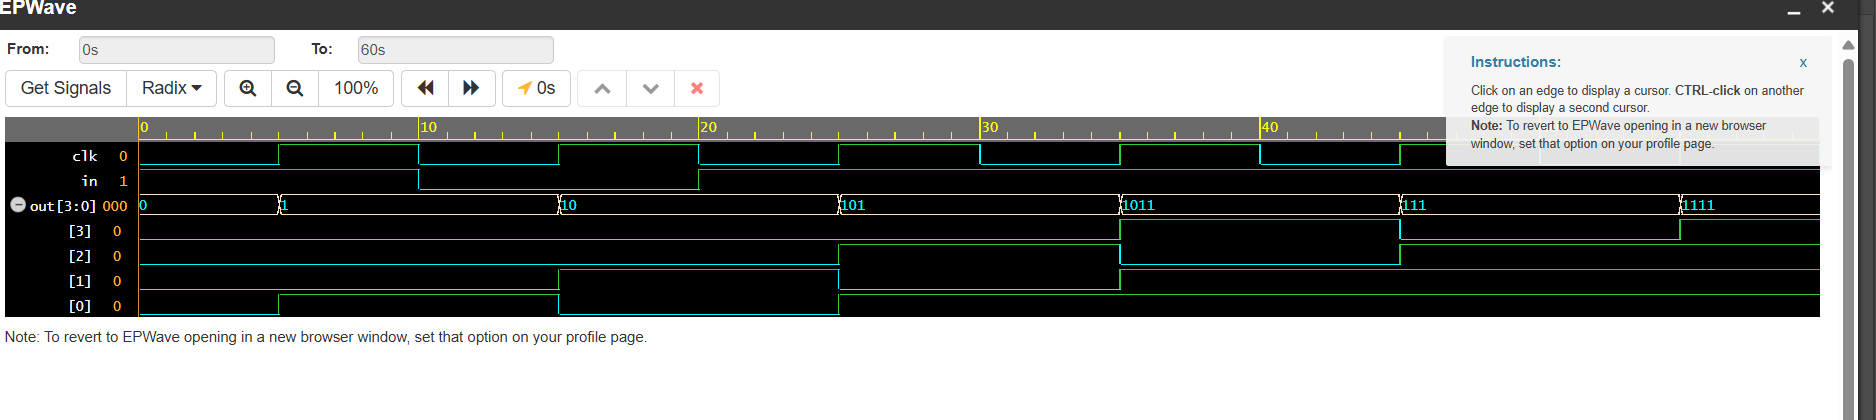 EPWave
From: 0s To: 60s
Get Signals Radix 100% 0s
Instructions: x
Click on an edge to display a cursor. CTRL-click on another
edge to display a second cursor.
Note: To revert to EPWave opening in a new browser
window, set that option on your profile page.
0 10 20 30 40
clk 0
in 1
out[3:0] 000 0 1 10 101 1011 111 1111
[3] 0
[2] 0
[1] 0
[0] 0
Note: To revert to EPWave opening in a new browser window, set that option on your profile page.